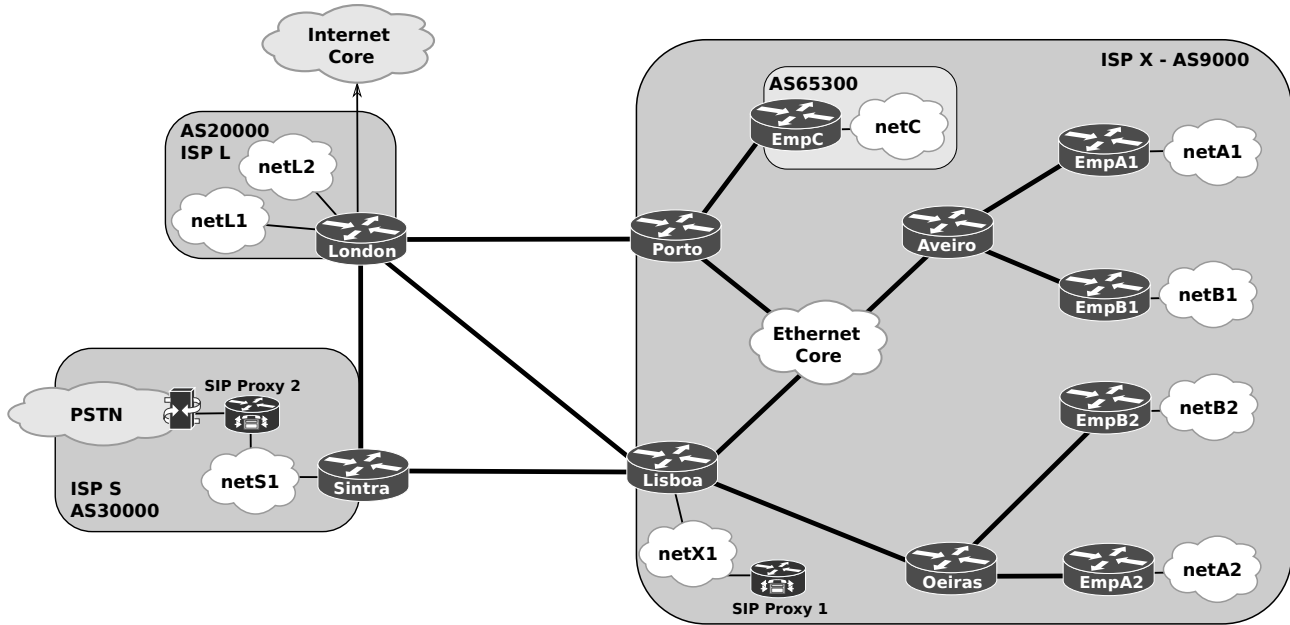 Internet
Core
ISP X - AS9000
AS65300
EmpC
netC
AS20000
ISP L
netL2
netL1
London
Porto
Aveiro
EmpA1
netA1
EmpB1
netB1
Ethernet
Core
SIP Proxy 2
PSTN
netS1
Sintra
ISP S
AS30000
Lisboa
EmpB2
netB2
netX1
SIP Proxy 1
Oeiras
EmpA2
netA2